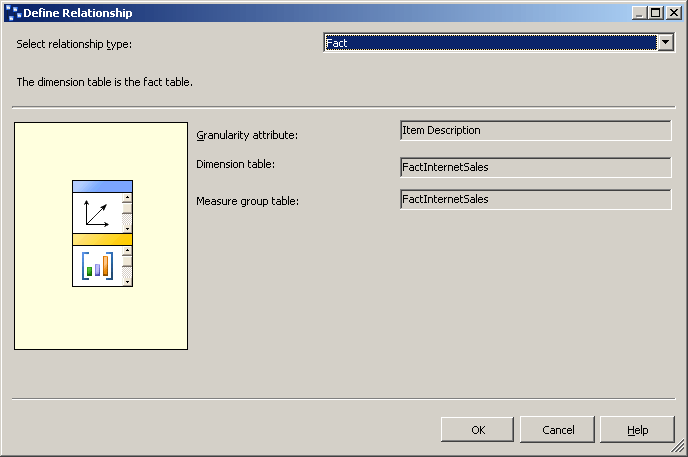 Define Relationship
Select relationship type:
Fact
The dimension table is the fact table.
Granularity attribute:
Item Description
Dimension table:
FactInternetSales
Measure group table:
FactInternetSales
OK
Cancel
Help